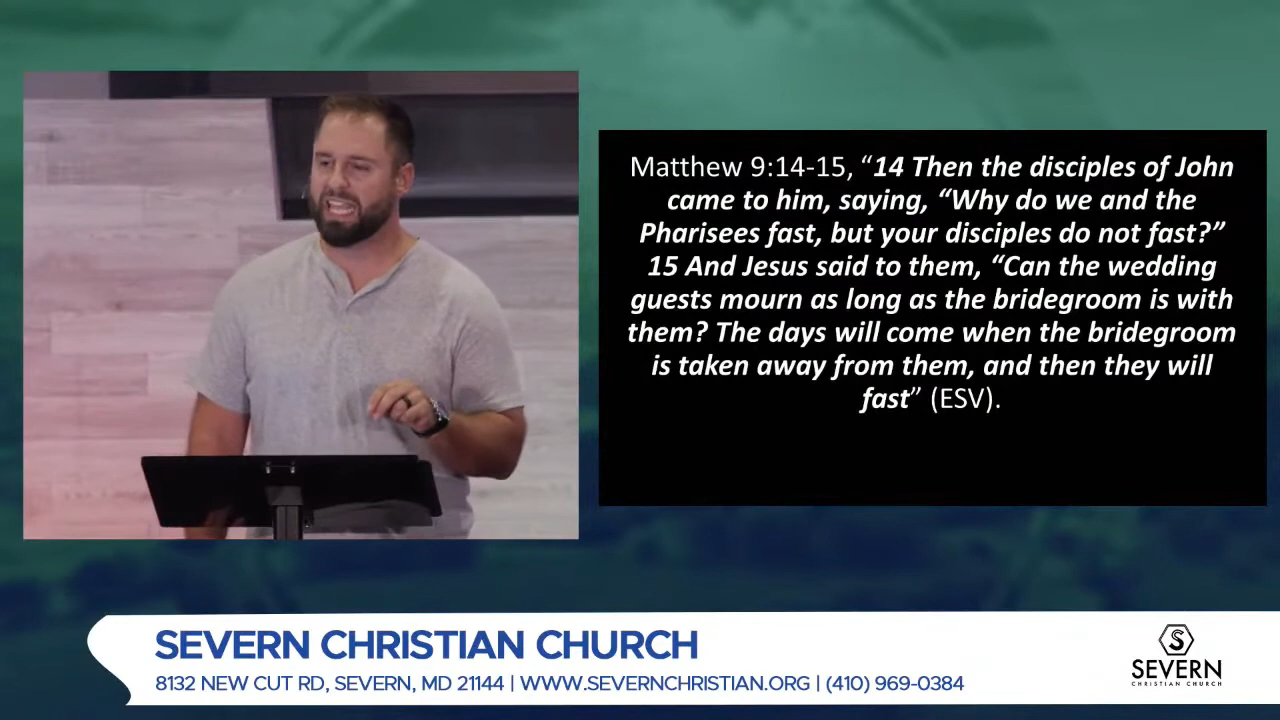 Matthew 9:14-15, “14 Then the disciples of John
came to him, saying, “Why do we and the
Pharisees fast, but your disciples do not fast?”
15 And Jesus said to them, “Can the wedding
guests mourn as long as the bridegroom is with
them? The days will come when the bridegroom
is taken away from them, and then they will
fast” (ESV).
SEVERN CHRISTIAN CHURCH
8132 NEW CUT RD, SEVERN, MD 21144 | WWW.SEVERNCHRISTIAN.ORG | (410) 969-0384
S
SEVERN
CHRISTIAN CHURCH